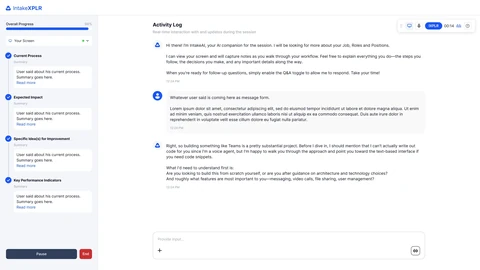 IntakeXPLR
Overall Progress
Your Screen
Current Process
Summary
User said about his current process.
Summary goes here.
Read more
Expected Impact
Summary
User said about his current process.
Summary goes here.
Read more
Specific Idea(s) for Improvement
Summary
User said about his current process.
Summary goes here.
Read more
Key Performance Indicators
Summary
User said about his current process.
Summary goes here.
Read more
Pause
End
Activity Log
Real-time interaction with and updates during the session
XPLR
00:14
Hi there! I'm IntakeAI, your AI companion for the session. I will be looking for more about your Job, Roles and Positions.
I can view your screen and will capture notes as you walk through your workflow. Feel free to explain everything you do—the steps you
follow, the decisions you make, and any important details along the way.
When you're ready for follow-up questions, simply enable the Q&A toggle to allow me to respond. Take your time!
Whatever user said is coming here as message form.
Lorem ipsum dolor sit amet, consectetur adipiscing elit, sed do eiusmod tempor incididunt ut labore et dolore magna aliqua. Ut enim
ad minim veniam, quis nostrud exercitation ullamco laboris nisi ut aliquip ex ea commodo consequat. Duis aute irure dolor in
reprehenderit in voluptate velit esse cillum dolore eu fugiat nulla pariatur.
Right, so building something like Teams is a pretty substantial project. Before I dive in, I should mention that I can't actually write out
code for you since I'm a voice agent, but I'm happy to walk you through the approach and point you toward the text-based interface if
you need code snippets.
What I'd need to understand first is:
Are you looking to build this from scratch yourself, or are you after guidance on architecture and technology choices?
And roughly what features are most important to you—messaging, video calls, file sharing, user management?
Provide input...